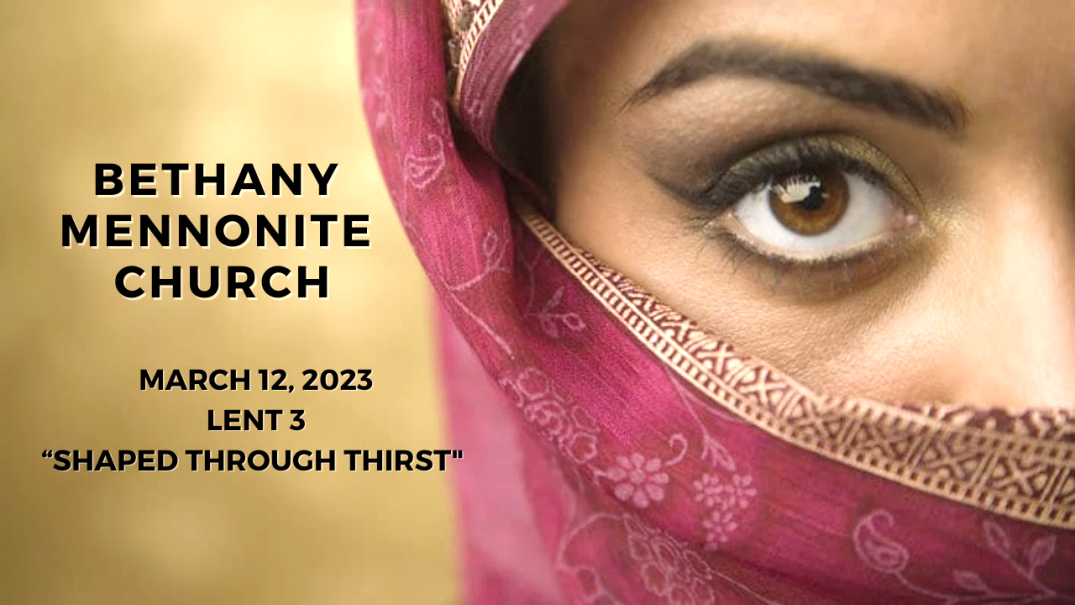 BETHANY
MENNONITE
CHURCH
MARCH 12, 2023
LENT 3
“SHAPED THROUGH THIRST"